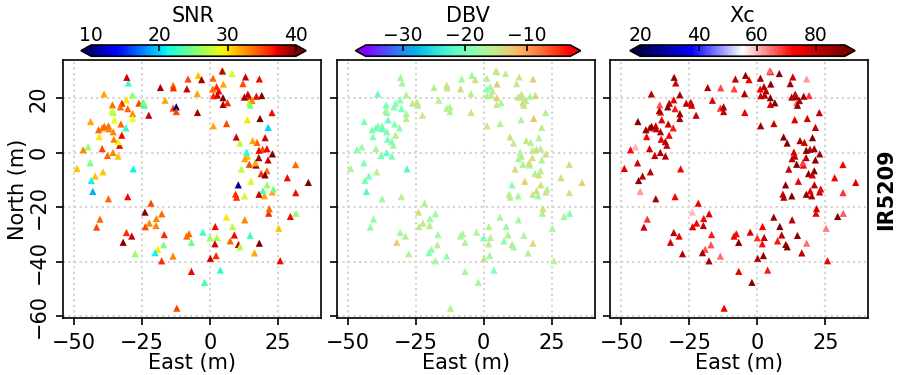 SNR DBV Xc
10 20 30 40 −30 −20 −10 20 40 60 80
North (m)
20
0
−20
−40
−60
IR5209
−50 −25 0 25 −50 −25 0 25 −50 −25 0 25
East (m) East (m) East (m)